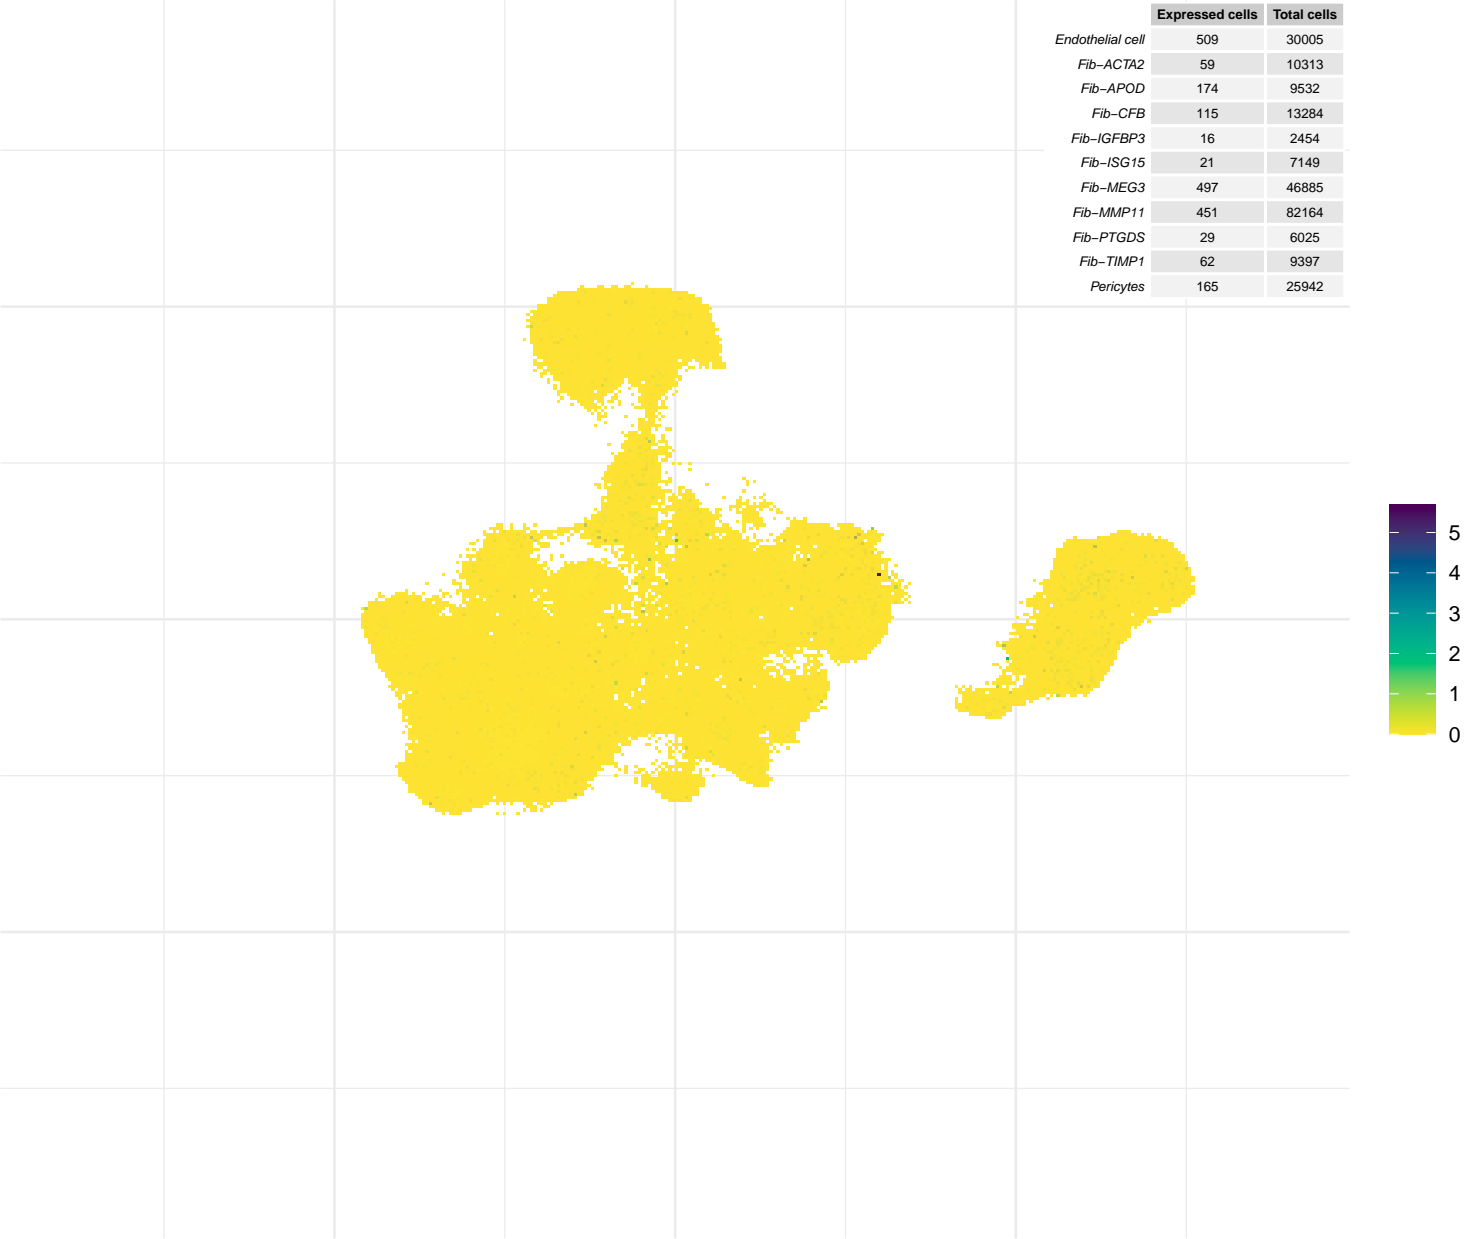 Expressed cells Total cells
Endothelial cell 509 30005
Fib−ACTA2 59 10313
Fib−APOD 174 9532
Fib−CFB 115 13284
Fib−IGFBP3 16 2454
Fib−ISG15 21 7149
Fib−MEG3 497 46885
Fib−MMP11 451 82164
Fib−PTGDS 29 6025
Fib−TIMP1 62 9397
Pericytes 165 25942
5
4
3
2
1
0